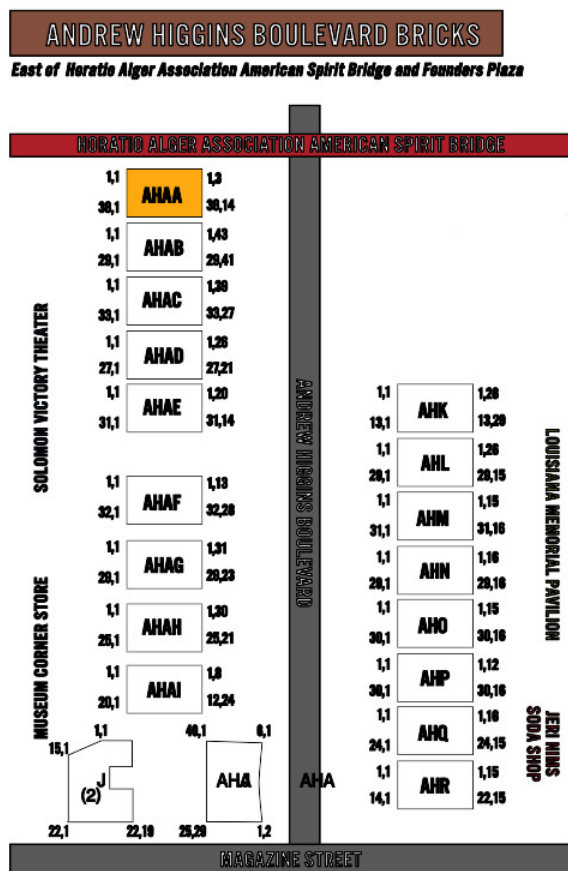 ANDREW HIGGINS BOULEVARD BRICKS
East of Horatio Alger Association American Spirit Bridge and Founders Plaza
HORATIO ALGER ASSOCIATION AMERICAN SPIRIT BRIDGE
1,1 1,3
AHAA
38,1 38,14
1,1 1,43
AHAB
29,1 29,41
1,1 1,39
AHAC
33,1 33,27
1,1 1,26
AHAD
27,1 27,21
1,1 1,20
AHAE
31,1 31,14
1,1 1,13
AHAF
32,1 32,28
1,1 1,31
AHAG
29,1 29,23
1,1 1,30
AHAH
25,1 25,21
1,1 1,8
AHAI
20,1 12,24
SOLOMON VICTORY THEATER
MUSEUM CORNER STORE
1,1
15,1
J
(2)
22,1 22,19
40,1 6,1
25,29 1,2
AHA
ANDREW HIGGINS BOULEVARD
1,1 1,26
AHK
13,1 13,29
1,1 1,26
AHL
29,1 29,15
1,1 1,15
AHM
31,1 31,16
1,1 1,16
AHN
29,1 29,16
1,1 1,15
AHO
30,1 30,16
1,1 1,12
AHP
30,1 30,16
1,1 1,16
AHQ
24,1 24,15
1,1 1,15
AHR
14,1 22,15
LOUISIANA MEMORIAL PAVILION
JERI NIMS
SODA SHOP
MAGAZINE STREET